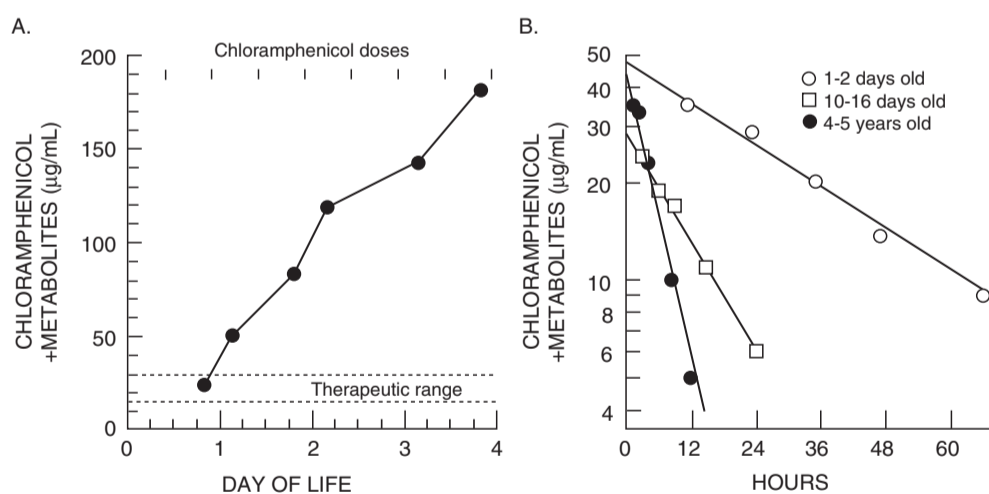 A.
Chloramphenicol doses
200
150
100
50
0
CHLORAMPHENICOL
+METABOLITES (μg/mL)
Therapeutic range
0 1 2 3 4
DAY OF LIFE
B.
50
40
30
20
10
8
6
4
CHLORAMPHENICOL
+METABOLITES (μg/mL)
1-2 days old
10-16 days old
4-5 years old
0 12 24 36 48 60
HOURS